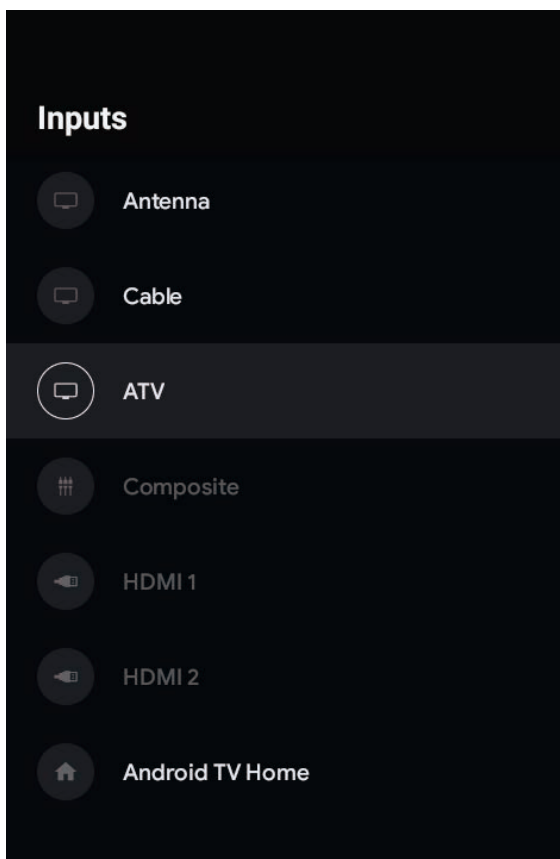 Inputs
Antenna
Cable
ATV
Composite
HDMI 1
HDMI 2
Android TV Home